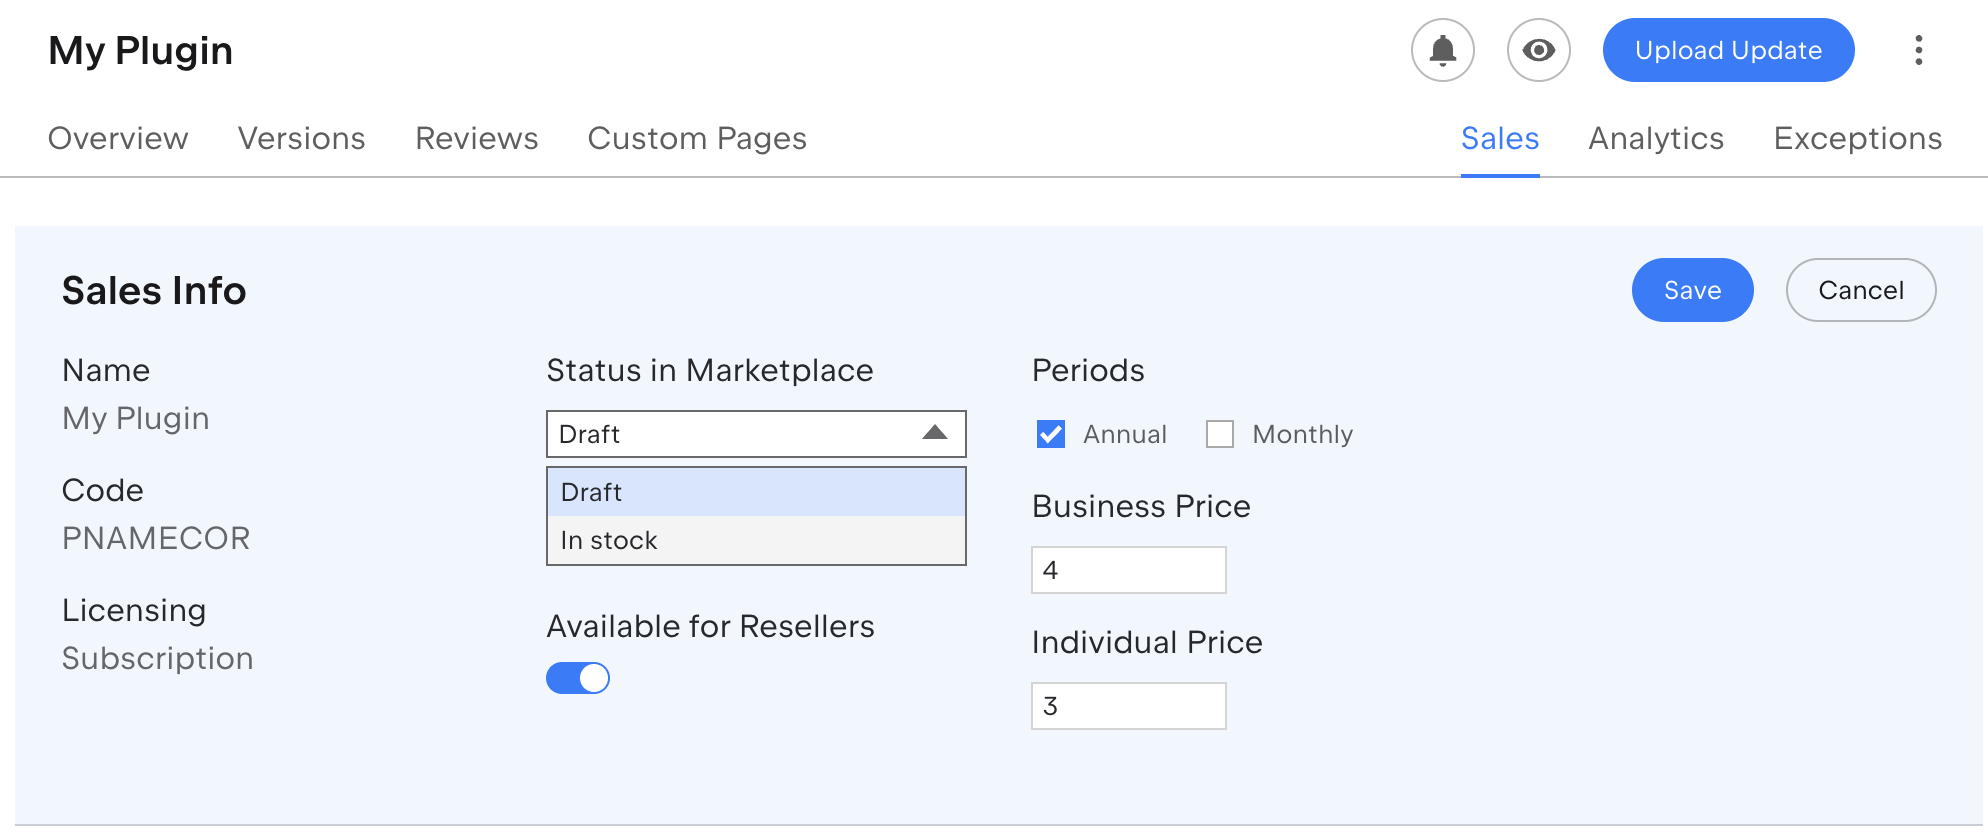 My Plugin
Upload Update
Overview Versions Reviews Custom Pages Sales Analytics Exceptions
Sales Info
Save Cancel
Name
My Plugin
Code
PNAMECOR
Licensing
Subscription
Status in Marketplace
Draft
Draft
In stock
Available for Resellers
Periods
Annual Monthly
Business Price
4
Individual Price
3